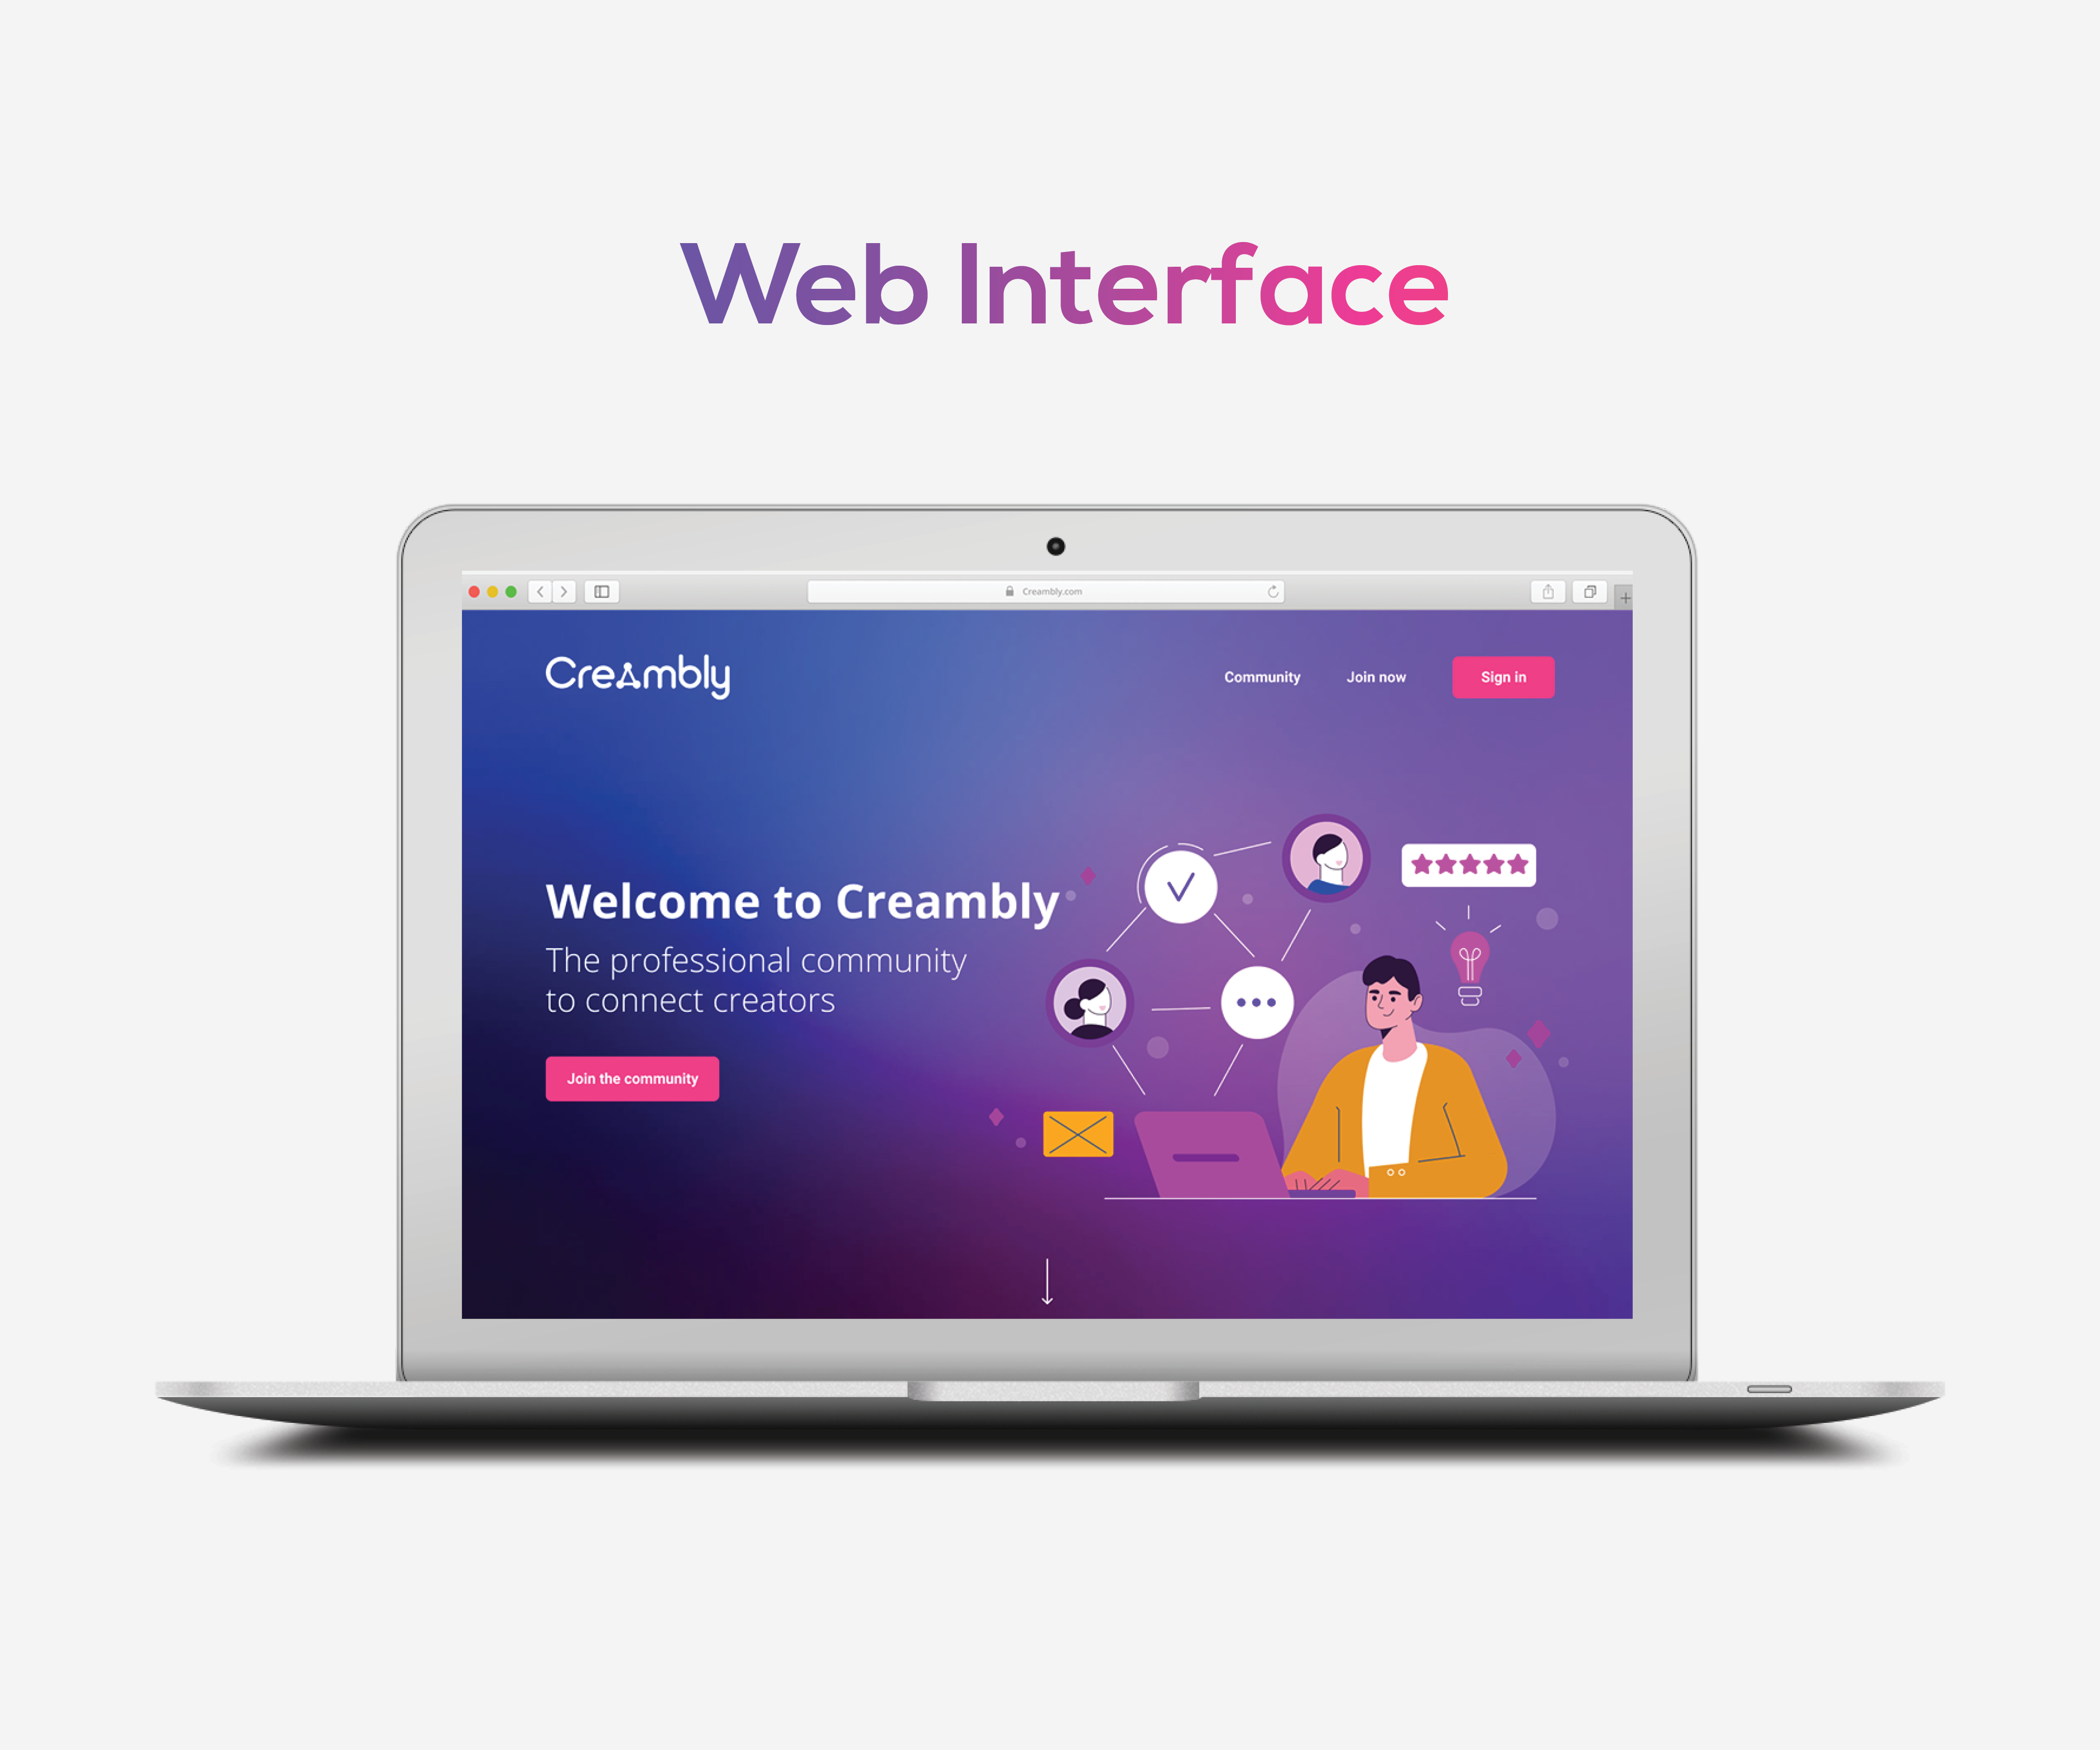 Web Interface
Creambly.com
Creambly
Community
Join now
Sign in
Welcome to Creambly
The professional community
to connect creators
Join the community